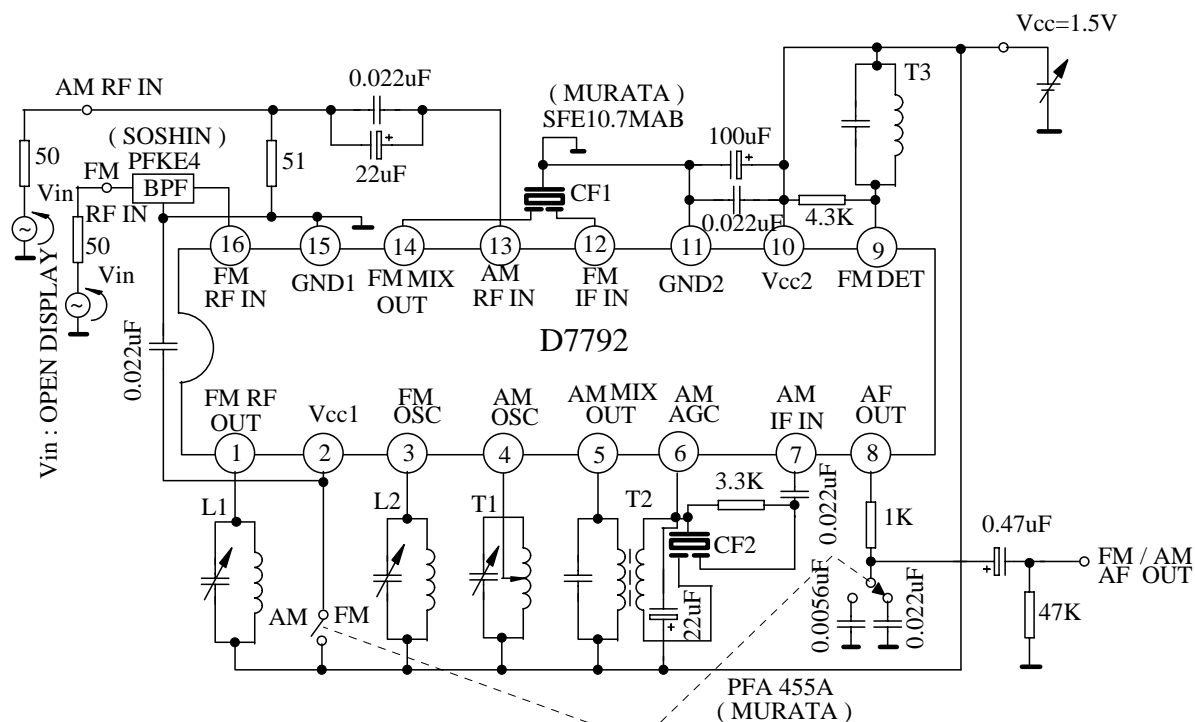 Vcc=1.5V
T3
0.022uF
AM RF IN
( MURATA )
SFE10.7MAB
100uF
( SOSHIN )
PFKE4
50
FM
BPF
51
22uF
CF1
Vin
RF IN
0.022uF
4.3K
~
50
16
15
14
13
12
11
10
9
FM
RF IN
GND1
FM MIX
OUT
AM
RF IN
FM
IF IN
GND2
Vcc2
FM DET
Vin
~
Vin : OPEN DISPLAY
0.022uF
D7792
FM RF
OUT
Vcc1
FM
OSC
AM
OSC
AM MIX
OUT
AM
AGC
AM
IF IN
AF
OUT
1
2
3
4
5
6
7
8
L1
L2
T1
T2
3.3K
0.022uF
1K
0.47uF
CF2
FM / AM
AF OUT
AM
FM
22uF
0.0056uF
0.022uF
47K
PFA 455A
( MURATA )